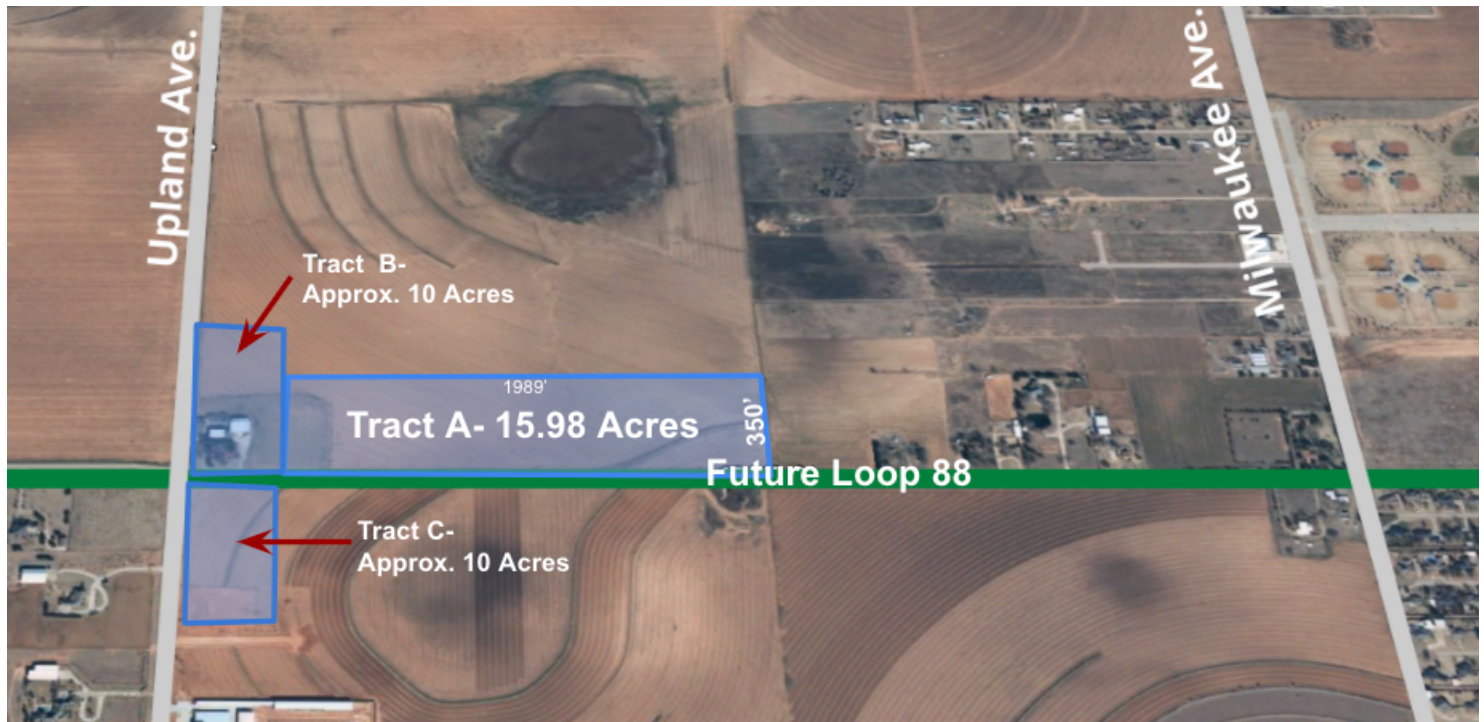 Upland Ave.
Milwaukee Ave.
Tract  B-
Approx. 10 Acres
1989'
Tract A- 15.98 Acres
350'
Future Loop 88
Tract C-
Approx. 10 Acres